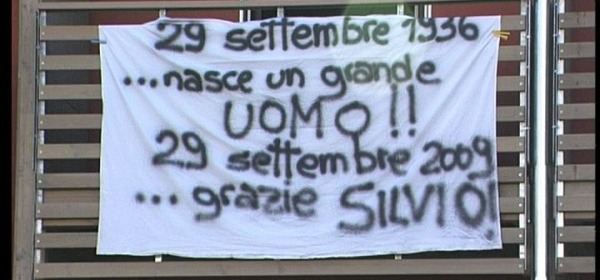 29 settembre 1936
...nasce un grande
UOMO!!
29 settembre 2009
... grazie SILVIO!